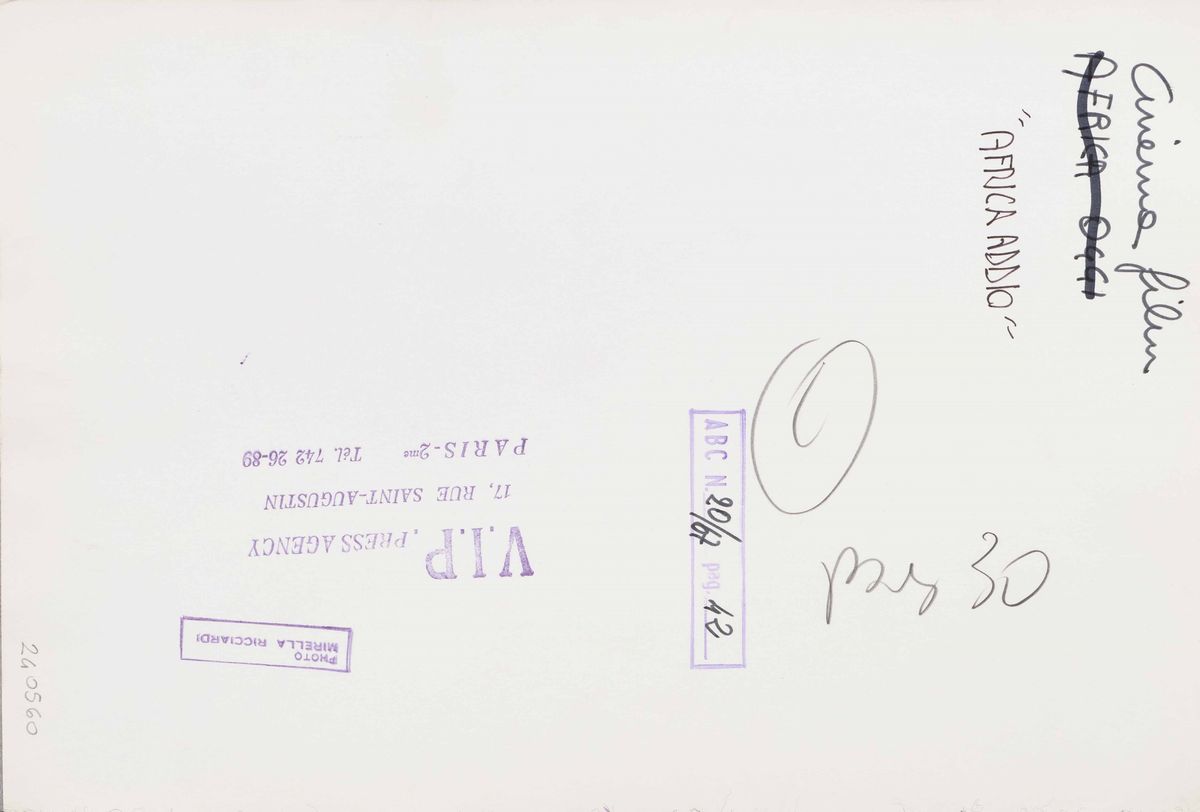 Cinema film
AFRICA OGGI
"AFRICA ADDIO"
ABC N. 20/67 pag. 42
pag 30
V.I.P. PRESS AGENCY
17, RUE SAINT-AUGUSTIN
PARIS-2me Tél. 742 26-89
PHOTO
MIRELLA RICCIARDI
260560